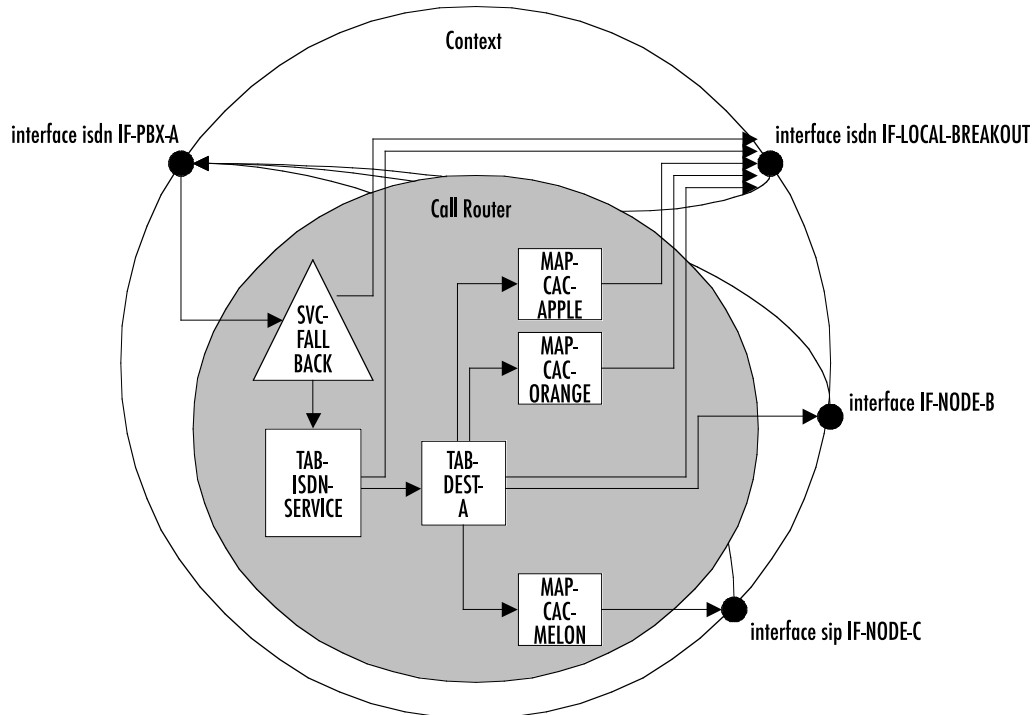 Context
interface isdn IF-PBX-A
interface isdn IF-LOCAL-BREAKOUT
Call Router
MAP-
CAC-
APPLE
SVC-
FALL
BACK
MAP-
CAC-
ORANGE
interface IF-NODE-B
TAB-
ISDN-
SERVICE
TAB-
DEST-
A
MAP-
CAC-
MELON
interface sip IF-NODE-C